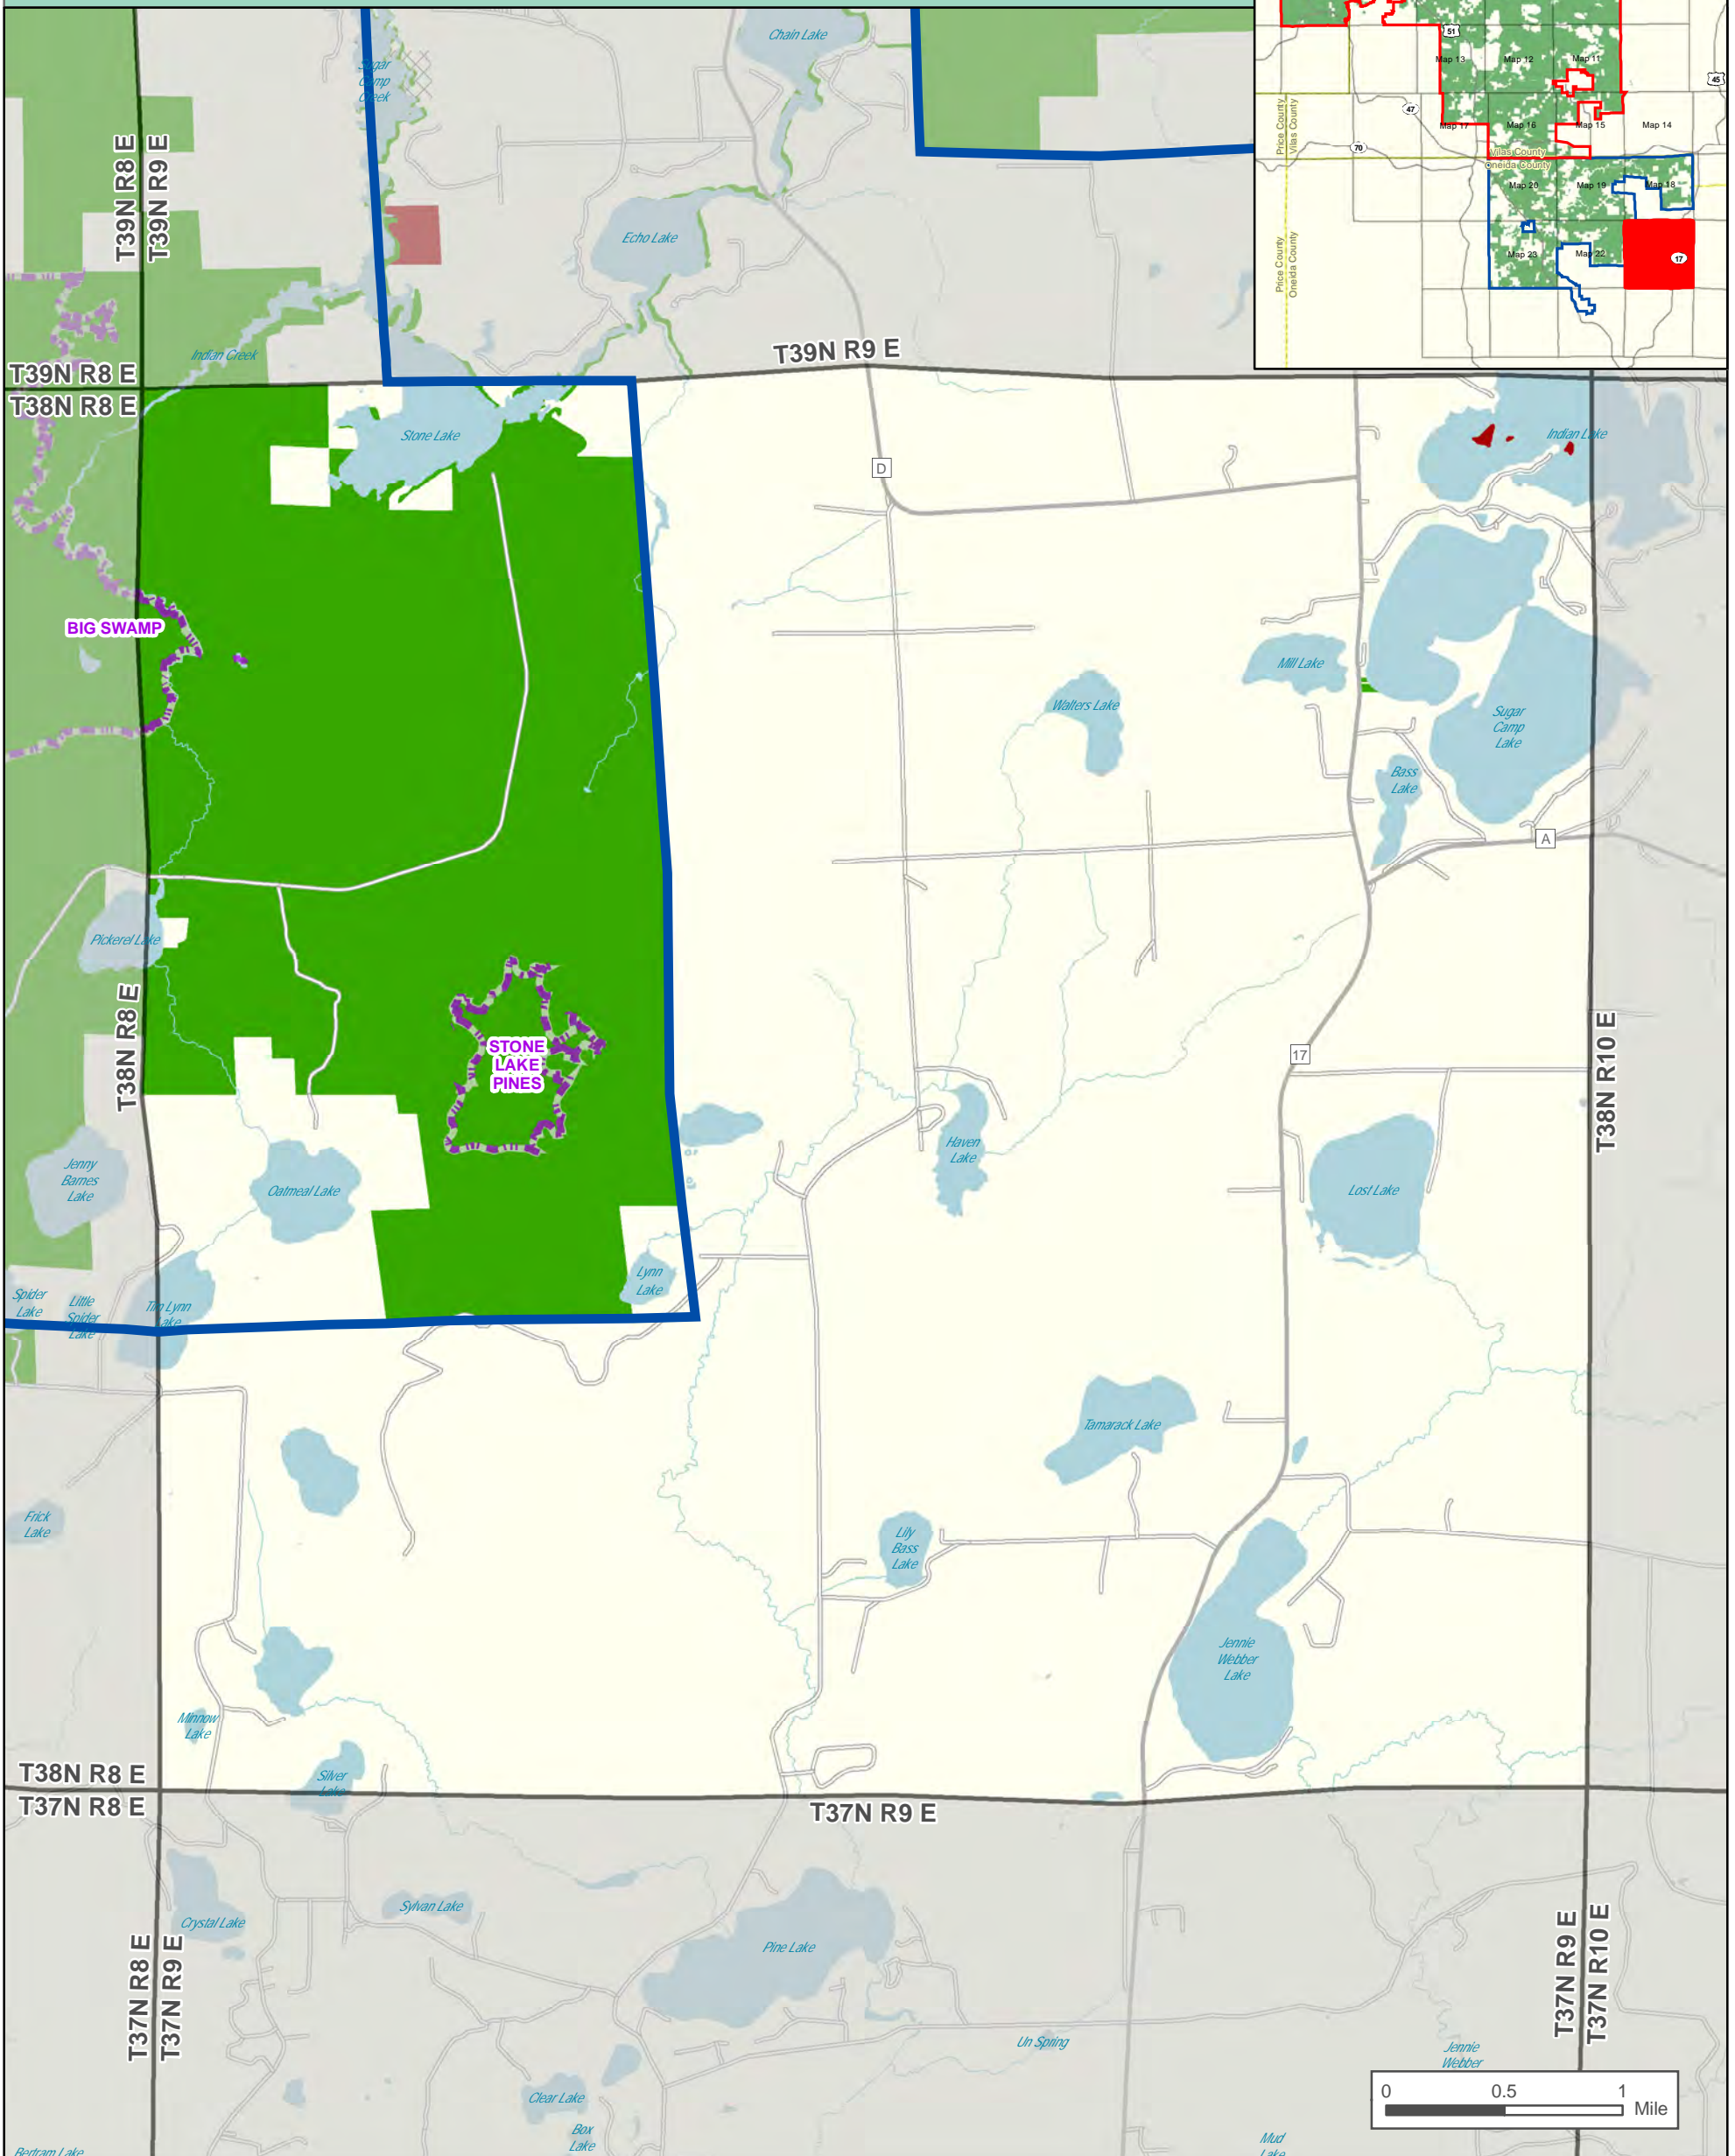 Chain Lake
Sugar
Camp
Creek
T39N R8 E
T39N R9 E
Echo Lake
Indian Creek
T39N R9 E
T39N R8 E
T38N R8 E
51
Map 13
Map 12
Map 11
45
47
Map 17
Map 16
Map 15
Map 14
Price County
Vilas County
70
Vilas County
Oneida County
Map 20
Map 19
Map 18
Price County
Oneida County
Map 23
Map 22
17
Stone Lake
D
Indian Lake
BIG SWAMP
Mill Lake
Walters Lake
Sugar
Camp
Lake
Bass
Lake
A
Pickerel Lake
T38N R8 E
STONE
LAKE
PINES
17
T38N R10 E
Jenny
Barnes
Lake
Oatmeal Lake
Haven
Lake
Lost Lake
Lynn
Lake
Spider
Lake
Little
Spider
Lake
Tim Lynn
Lake
Tamarack Lake
Frick
Lake
Lily
Bass
Lake
Jennie
Webber
Lake
Minnow
Lake
Silver
Lake
T38N R8 E
T37N R8 E
T37N R9 E
Crystal Lake
Sylvan Lake
Pine Lake
T37N R8 E
T37N R9 E
T37N R9 E
T37N R10 E
Un Spring
Jennie
Webber
Clear Lake
Box
Lake
0 0.5 1
Mile
Mud
Lake
Bertram Lake